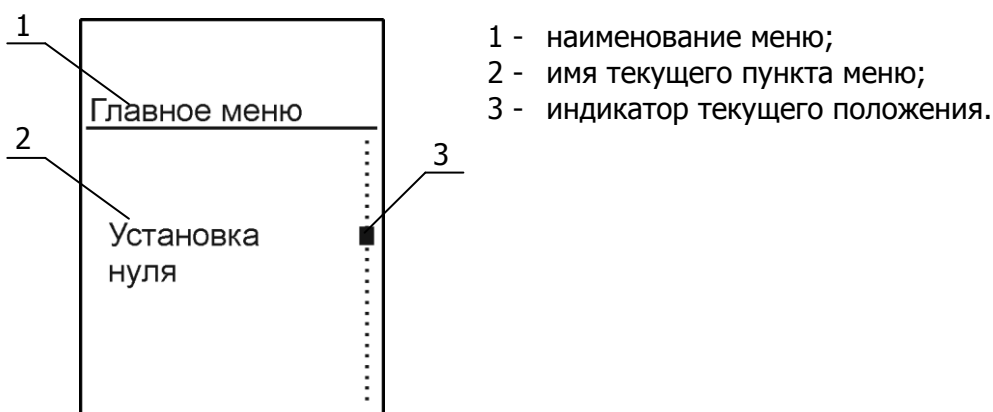 1
Главное меню
2
3
Установка
нуля
1 - наименование меню;
2 - имя текущего пункта меню;
3 - индикатор текущего положения.